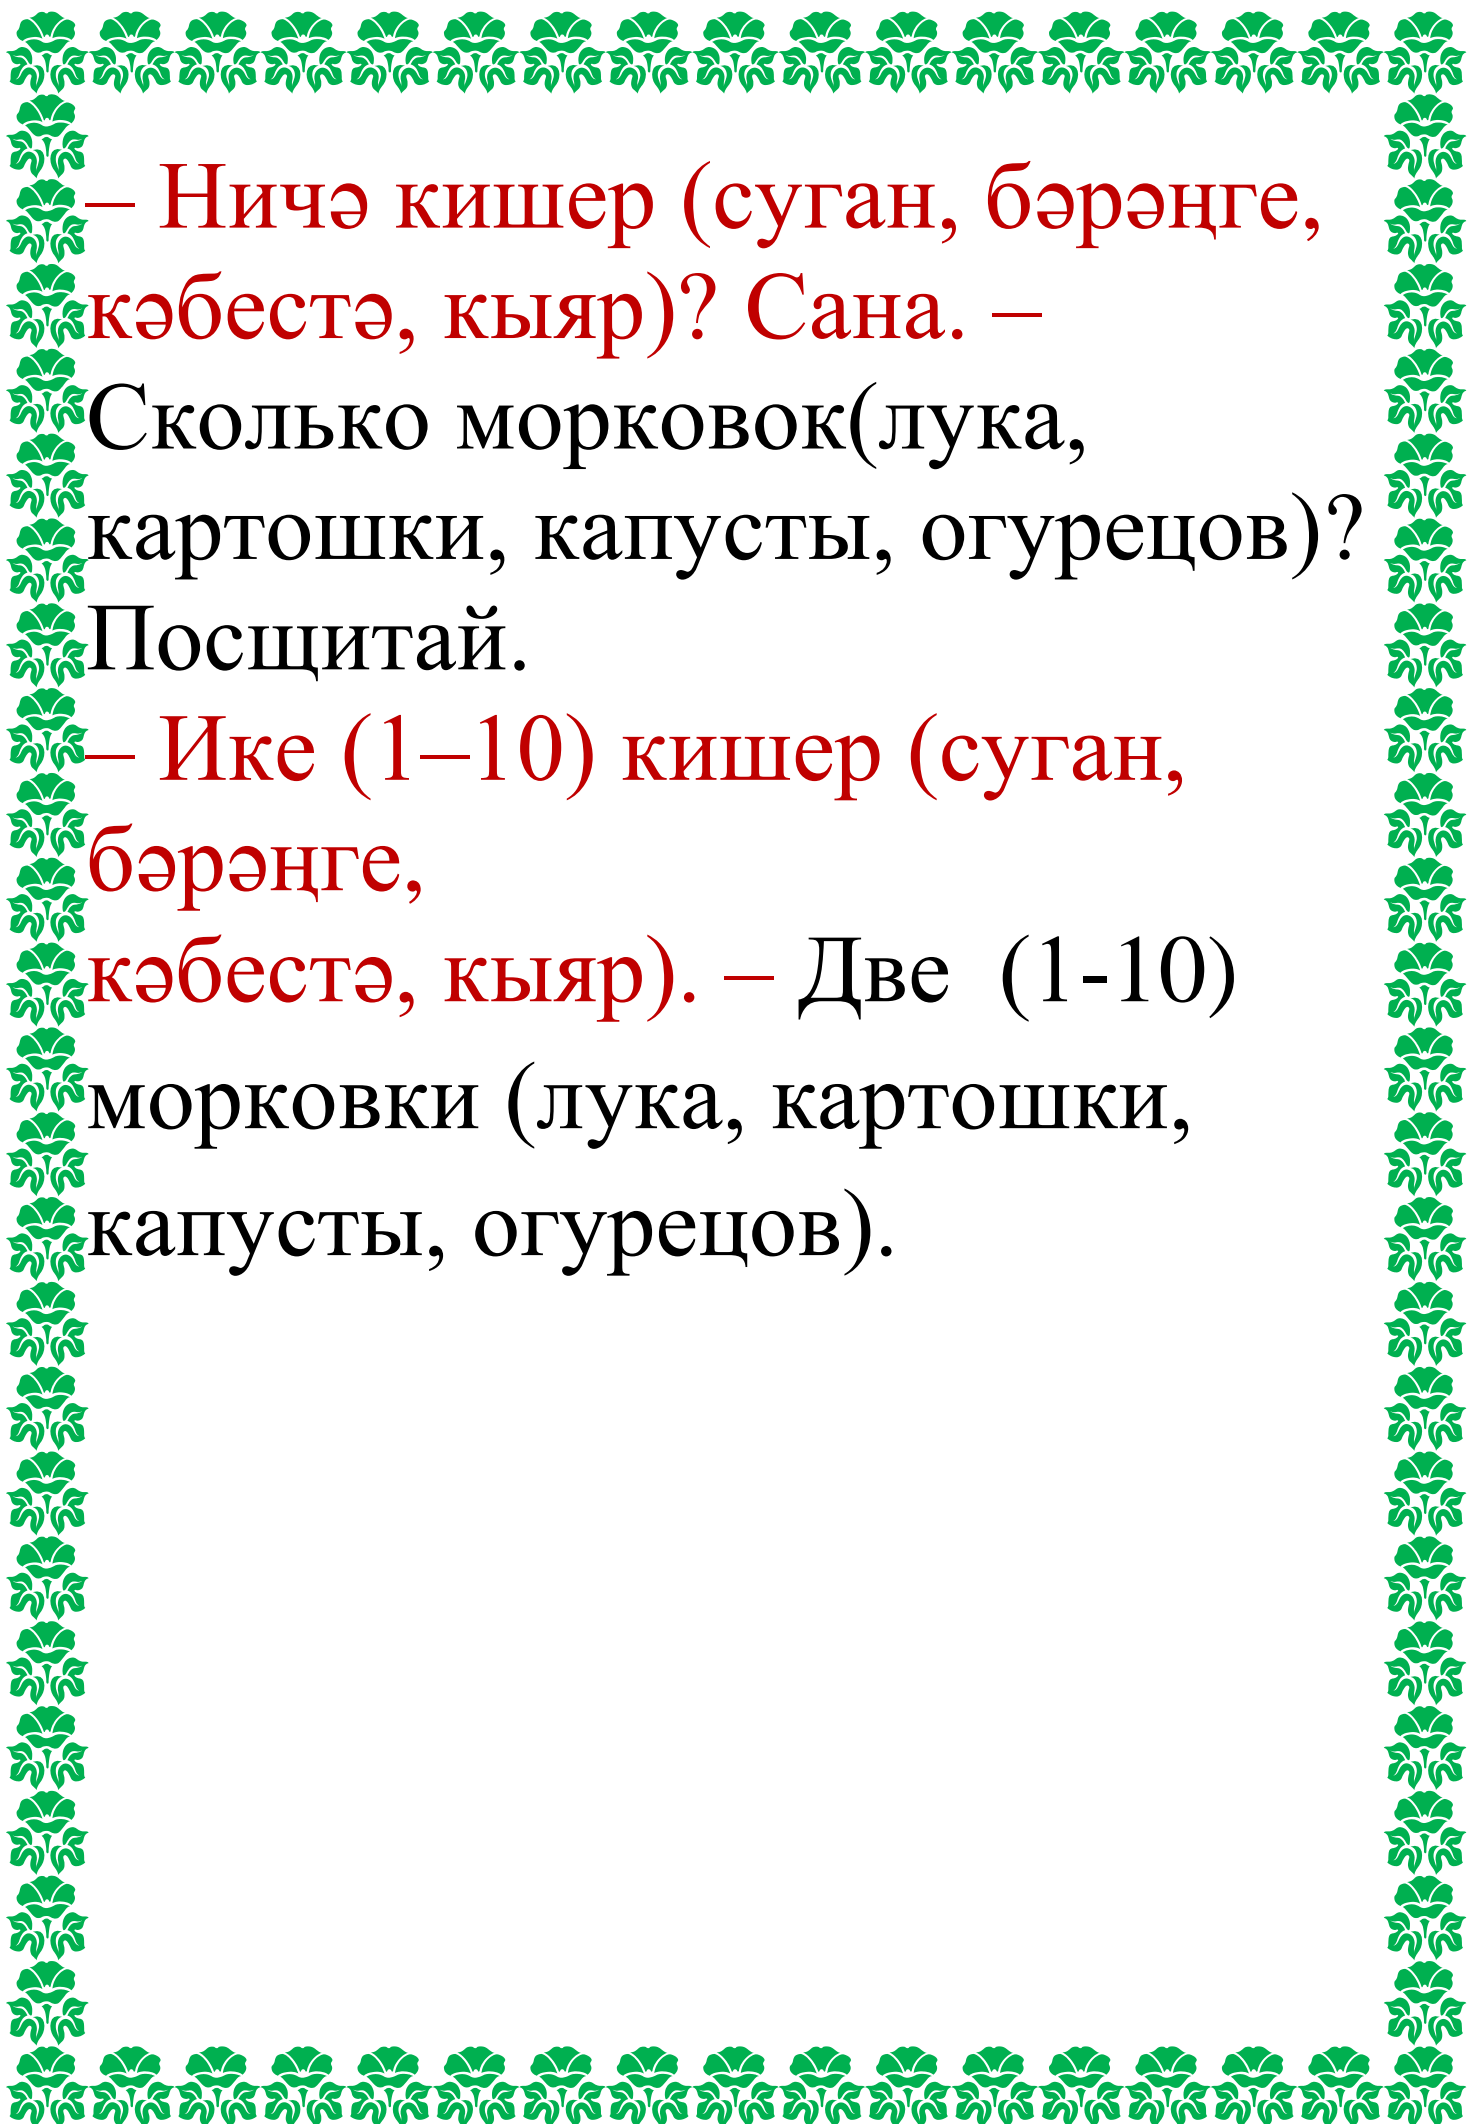 – Ничә кишер (суган, бәрәңге,
кәбестә, кыяр)? Сана. –
Сколько морковок(лука,
картошки, капусты, огурецов)?
Посщитай.
– Ике (1–10) кишер (суган,
бәрәңге,
кәбестә, кыяр). – Две  (1-10)
морковки (лука, картошки,
капусты, огурецов).